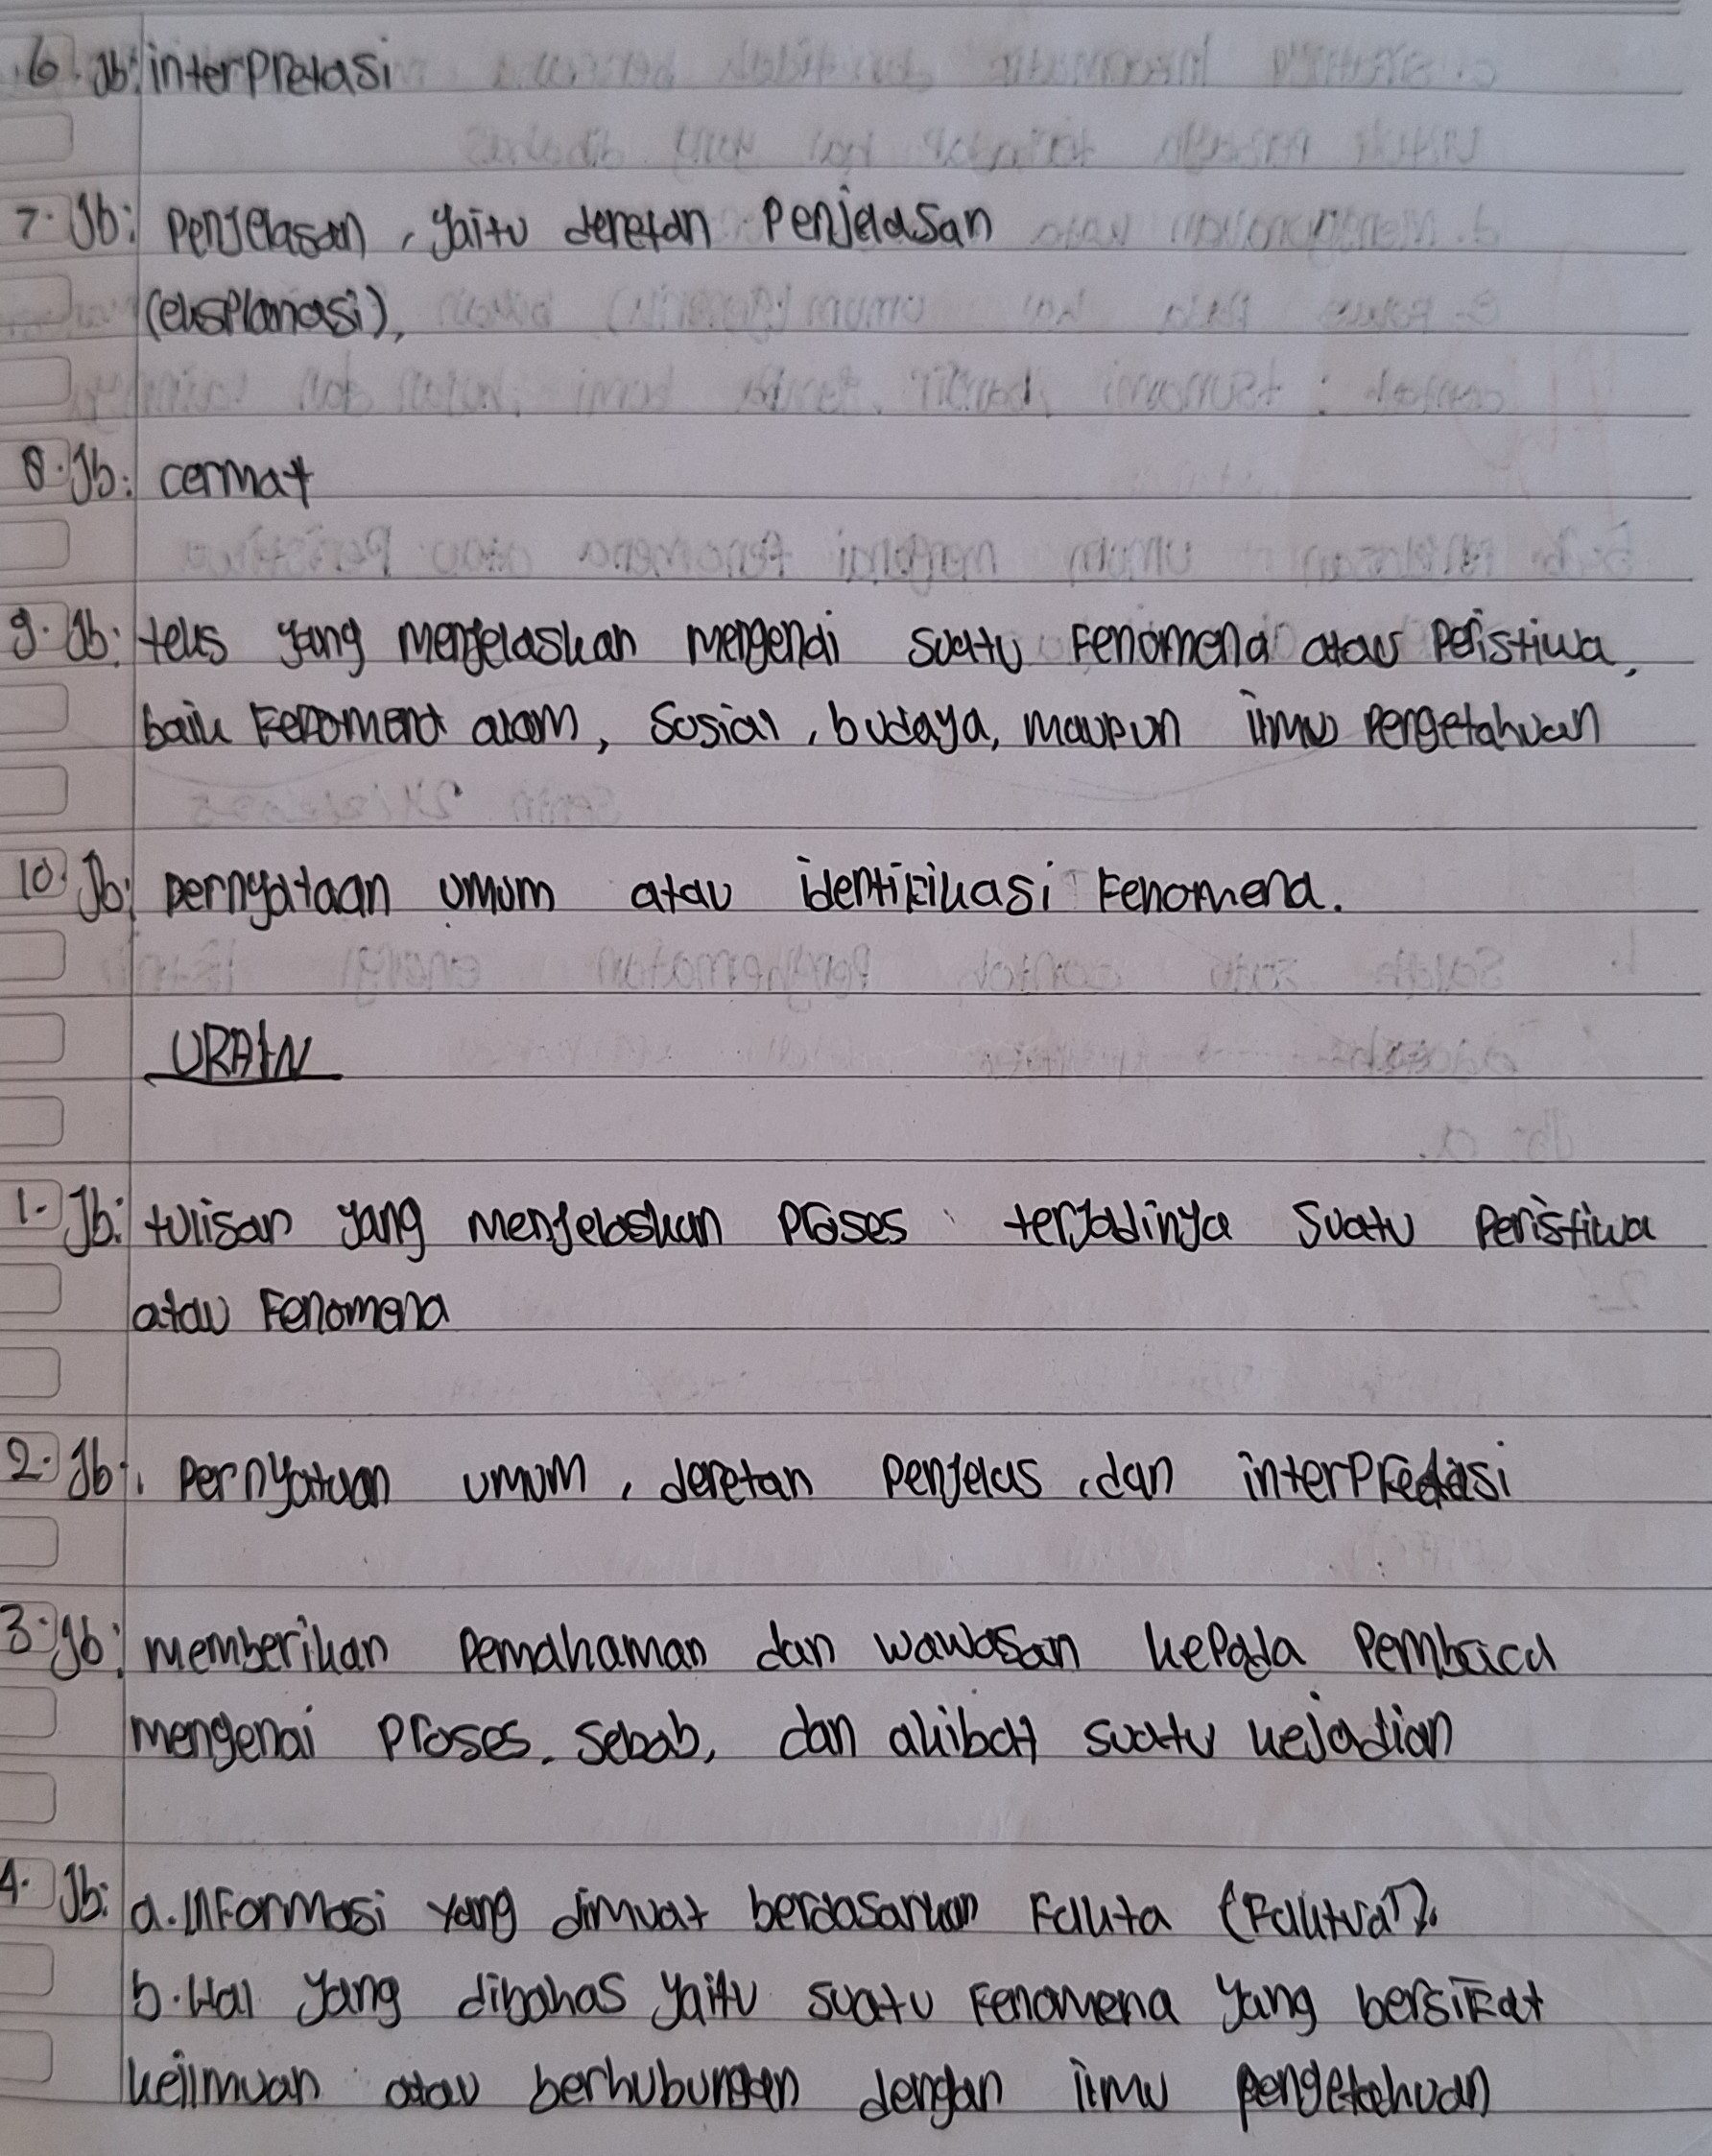 6. Jb: interpretasi
7. Jb: Penjelasan, yaitu deretan Penjelasan
(eksplanasi),
8. Jb: cermat
9. Jb: teks yang menjelaskan mengenai suatu Fenomena atau Peristiwa,
baik Fenomena alam, Sosial, budaya, maupun ilmu Pengetahuan
10. Jb: pernyataan umum atau identifikasi Fenomena.
URAIN
1. Jb: tulisan yang menjelaskan Proses terjadinya Suatu Peristiwa
atau Fenomena
2. Jb: Pernyataan umum, deretan Penjelas, dan interpretasi
3. Jb: memberikan Pemahaman dan wawasan kepada Pembaca
mengenai Proses, Sebab, dan akibat suatu kejadian
4. Jb: a. InFormasi yang dimuat berdasarkan Fakta (Faktual).
b. Hal yang dibahas yaitu suatu Fenomena yang bersiFat
keilmuan atau berhubungan dengan ilmu pengetahuan